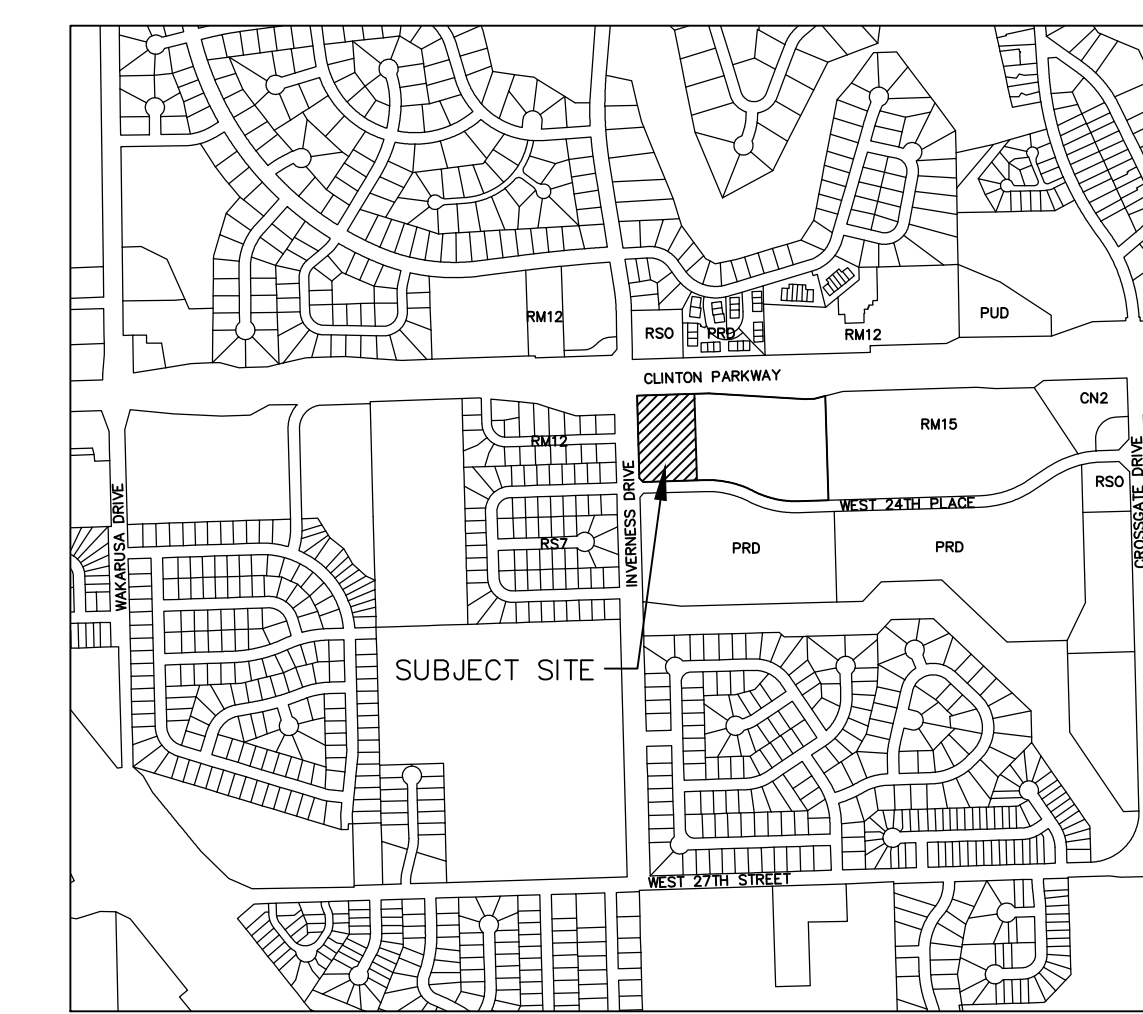 RM12
PUD
RSO
PRD
RM12
CLINTON PARKWAY
CN2
RM15
RM12
RSO
WAKARUSA DRIVE
INVERNESS DRIVE
CROSSGATE DRIVE
WEST 24TH PLACE
RS7
PRD
PRD
SUBJECT SITE
WEST 27TH STREET